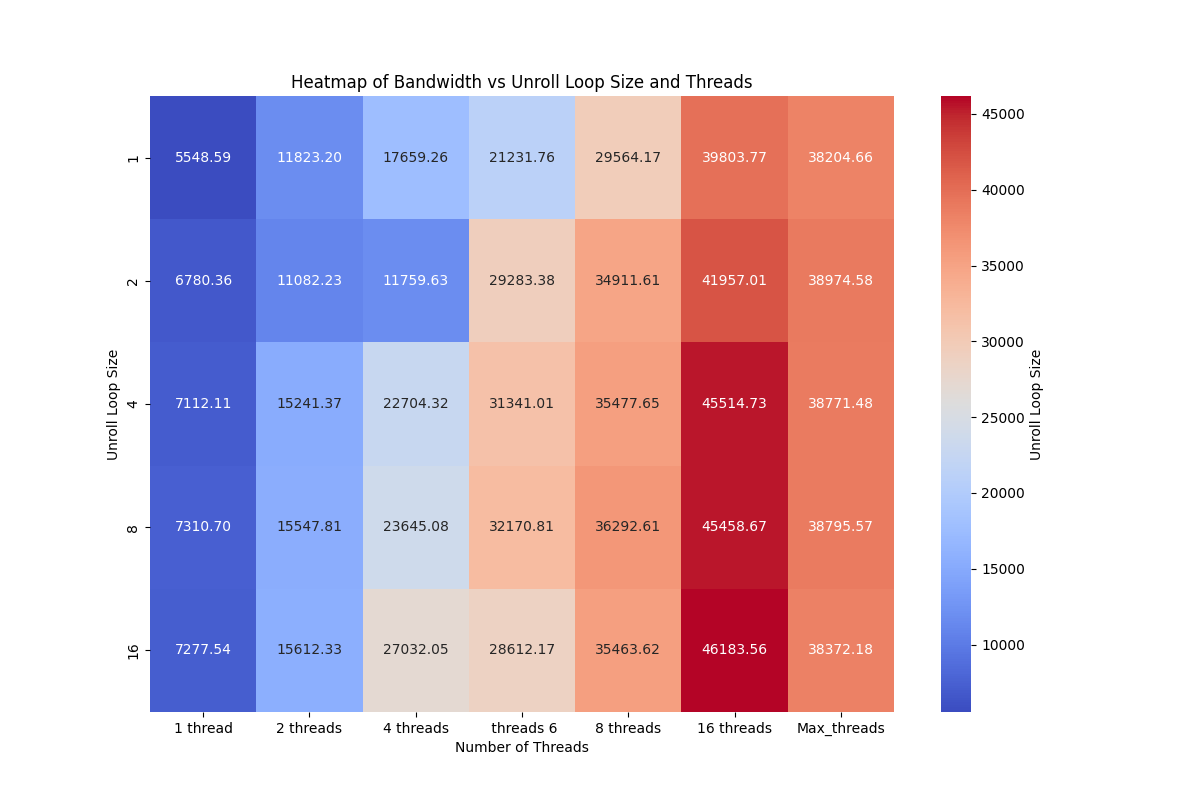 Heatmap of Bandwidth vs Unroll Loop Size and Threads
Unroll Loop Size
1 5548.59 11823.20 17659.26 21231.76 29564.17 39803.77 38204.66
2 6780.36 11082.23 11759.63 29283.38 34911.61 41957.01 38974.58
4 7112.11 15241.37 22704.32 31341.01 35477.65 45514.73 38771.48
8 7310.70 15547.81 23645.08 32170.81 36292.61 45458.67 38795.57
16 7277.54 15612.33 27032.05 28612.17 35463.62 46183.56 38372.18
1 thread 2 threads 4 threads threads 6 8 threads 16 threads Max_threads
Number of Threads
45000
40000
35000
30000
25000
20000
15000
10000
Unroll Loop Size